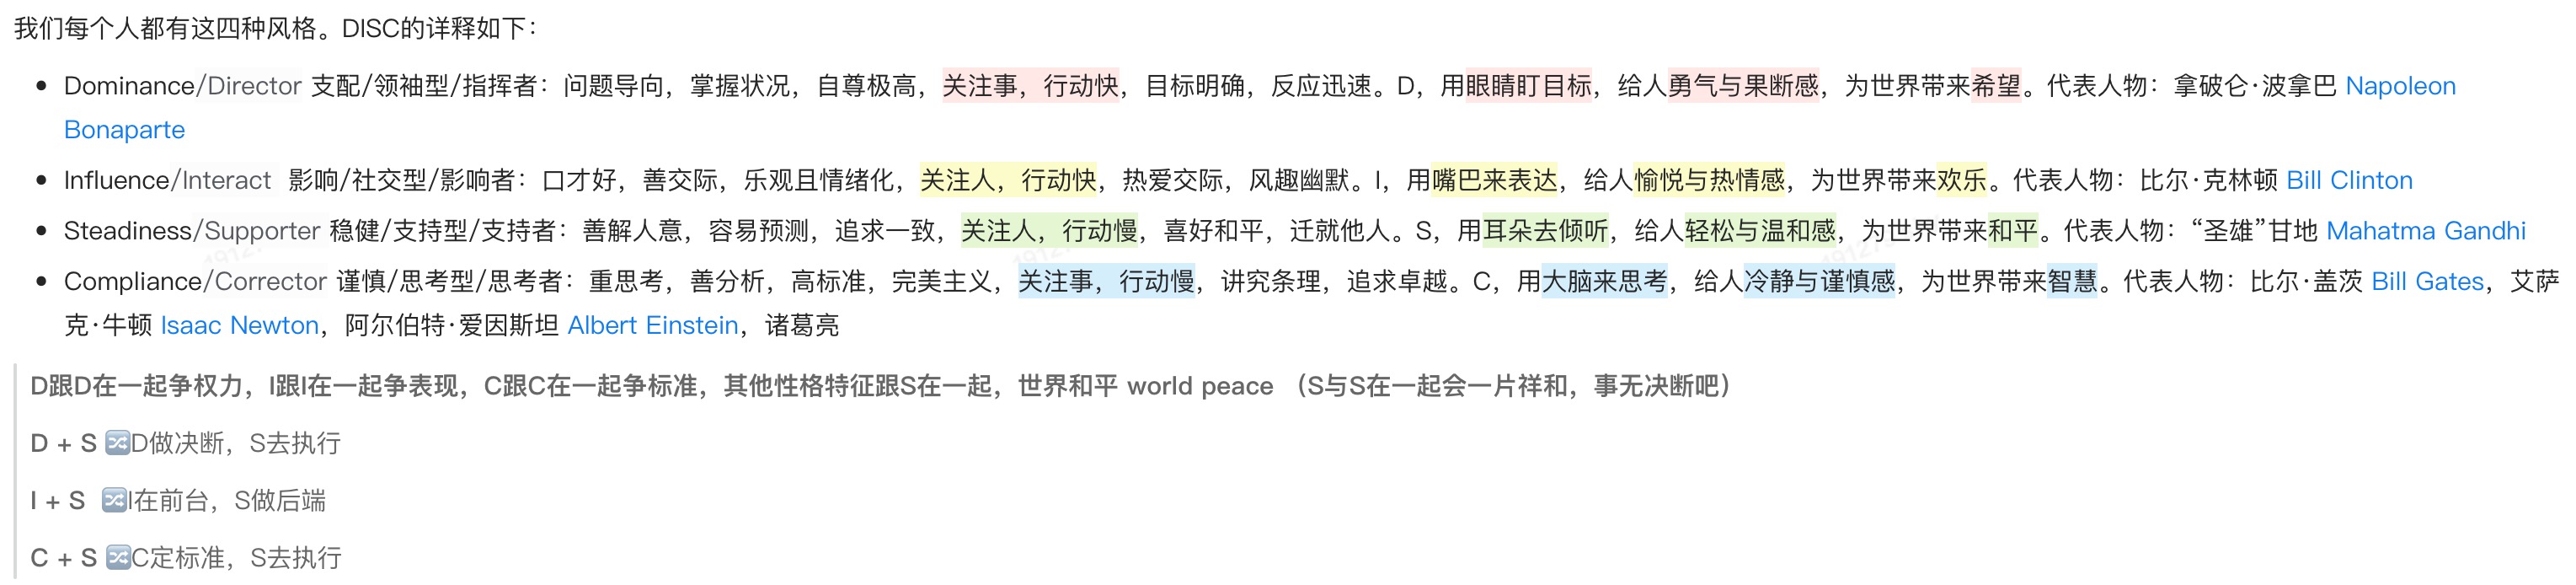 我们每个人都有这四种风格。DISC的详释如下：
• Dominance/Director 支配/领袖型/指挥者：问题导向，掌握状况，自尊极高，关注事，行动快，目标明确，反应迅速。D，用眼睛盯目标，给人勇气与果断感，为世界带来希望。代表人物：拿破仑·波拿巴 Napoleon
Bonaparte
• Influence/Interact 影响/社交型/影响者：口才好，善交际，乐观且情绪化，关注人，行动快，热爱交际，风趣幽默。I，用嘴巴来表达，给人愉悦与热情感，为世界带来欢乐。代表人物：比尔·克林顿 Bill Clinton
• Steadiness/Supporter 稳健/支持型/支持者：善解人意，容易预测，追求一致，关注人，行动慢，喜好和平，迁就他人。S，用耳朵去倾听，给人轻松与温和感，为世界带来和平。代表人物：“圣雄”甘地 Mahatma Gandhi
• Compliance/Corrector 谨慎/思考型/思考者：重思考，善分析，高标准，完美主义，关注事，行动慢，讲究条理，追求卓越。C，用大脑来思考，给人冷静与谨慎感，为世界带来智慧。代表人物：比尔·盖茨 Bill Gates，艾萨
克·牛顿 Isaac Newton，阿尔伯特·爱因斯坦 Albert Einstein，诸葛亮
D跟D在一起争权力，I跟I在一起争表现，C跟C在一起争标准，其他性格特征跟S在一起，世界和平 world peace （S与S在一起会一片祥和，事无决断吧）
D + S 🔀D做决断，S去执行
I + S 🔀I在前台，S做后端
C + S 🔀C定标准，S去执行